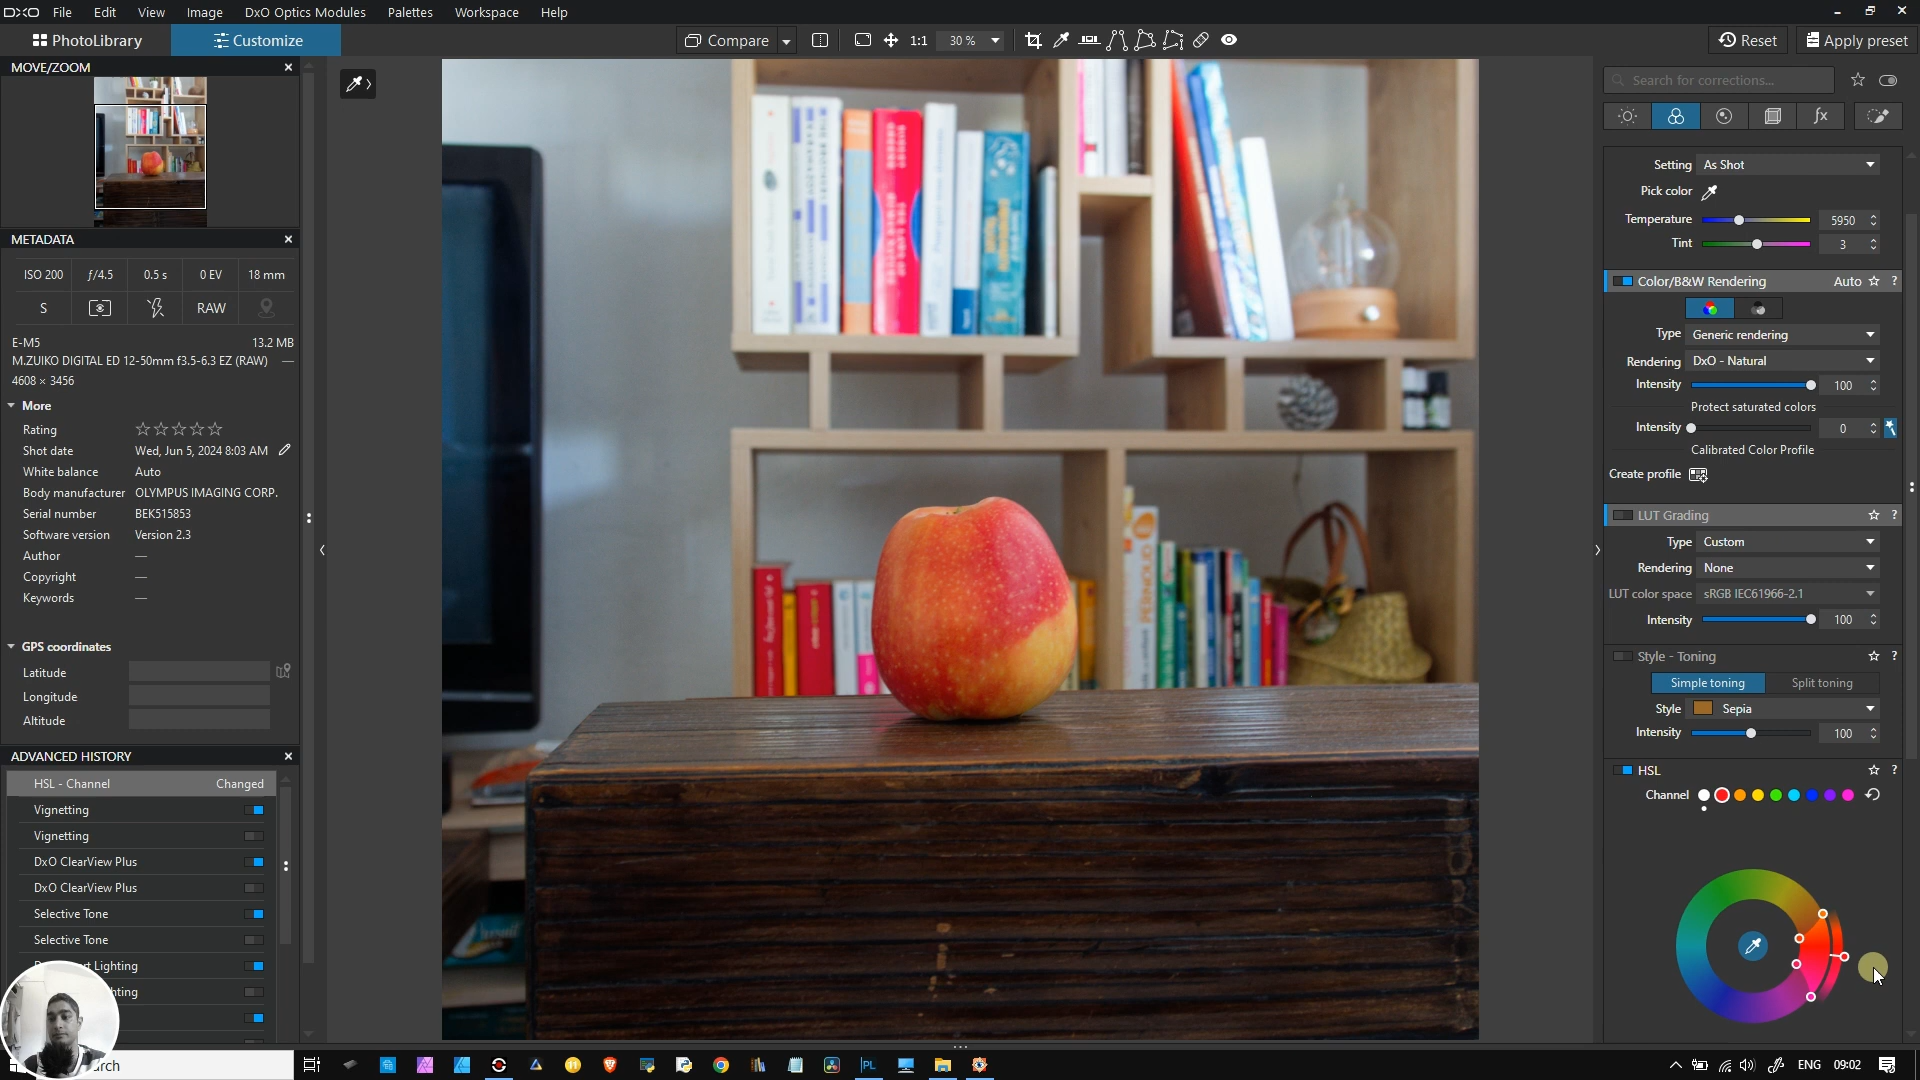 DXO File Edit View Image DxO Optics Modules Palettes Workspace Help
PhotoLibrary Customize Compare 1:1 30 % Reset Apply preset
MOVE/ZOOM
METADATA
ISO 200 ƒ/4.5 0.5 s 0 EV 18 mm
S RAW
E-M5 13.2 MB
M.ZUIKO DIGITAL ED 12-50mm f3.5-6.3 EZ (RAW) —
4608 × 3456
More
Rating
Shot date Wed, Jun 5, 2024 8:03 AM
White balance Auto
Body manufacturer OLYMPUS IMAGING CORP.
Serial number BEK515853
Software version Version 2.3
Author —
Copyright —
Keywords —
GPS coordinates
Latitude
Longitude
Altitude
ADVANCED HISTORY
HSL - Channel Changed
Vignetting
Vignetting
DxO ClearView Plus
DxO ClearView Plus
Selective Tone
Selective Tone
Lighting
hting
Search for corrections...
fx
Setting As Shot
Pick color
Temperature 5950
Tint 3
Color/B&W Rendering Auto ?
Type Generic rendering
Rendering DxO - Natural
Intensity 100
Protect saturated colors
Intensity 0
Calibrated Color Profile
Create profile
LUT Grading ?
Type Custom
Rendering None
LUT color space sRGB IEC61966-2.1
Intensity 100
Style - Toning ?
Simple toning Split toning
Style Sepia
Intensity 100
HSL ?
Channel
rch
PL
ENG 09:02